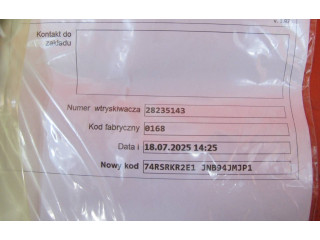 Kontakt do
zakładu
Numer wtryskiwacza 28235143
Kod fabryczny 0168
Data i 18.07.2025 14:25
Nowy kod 74RSRKR2E1 JNB94JMJP1